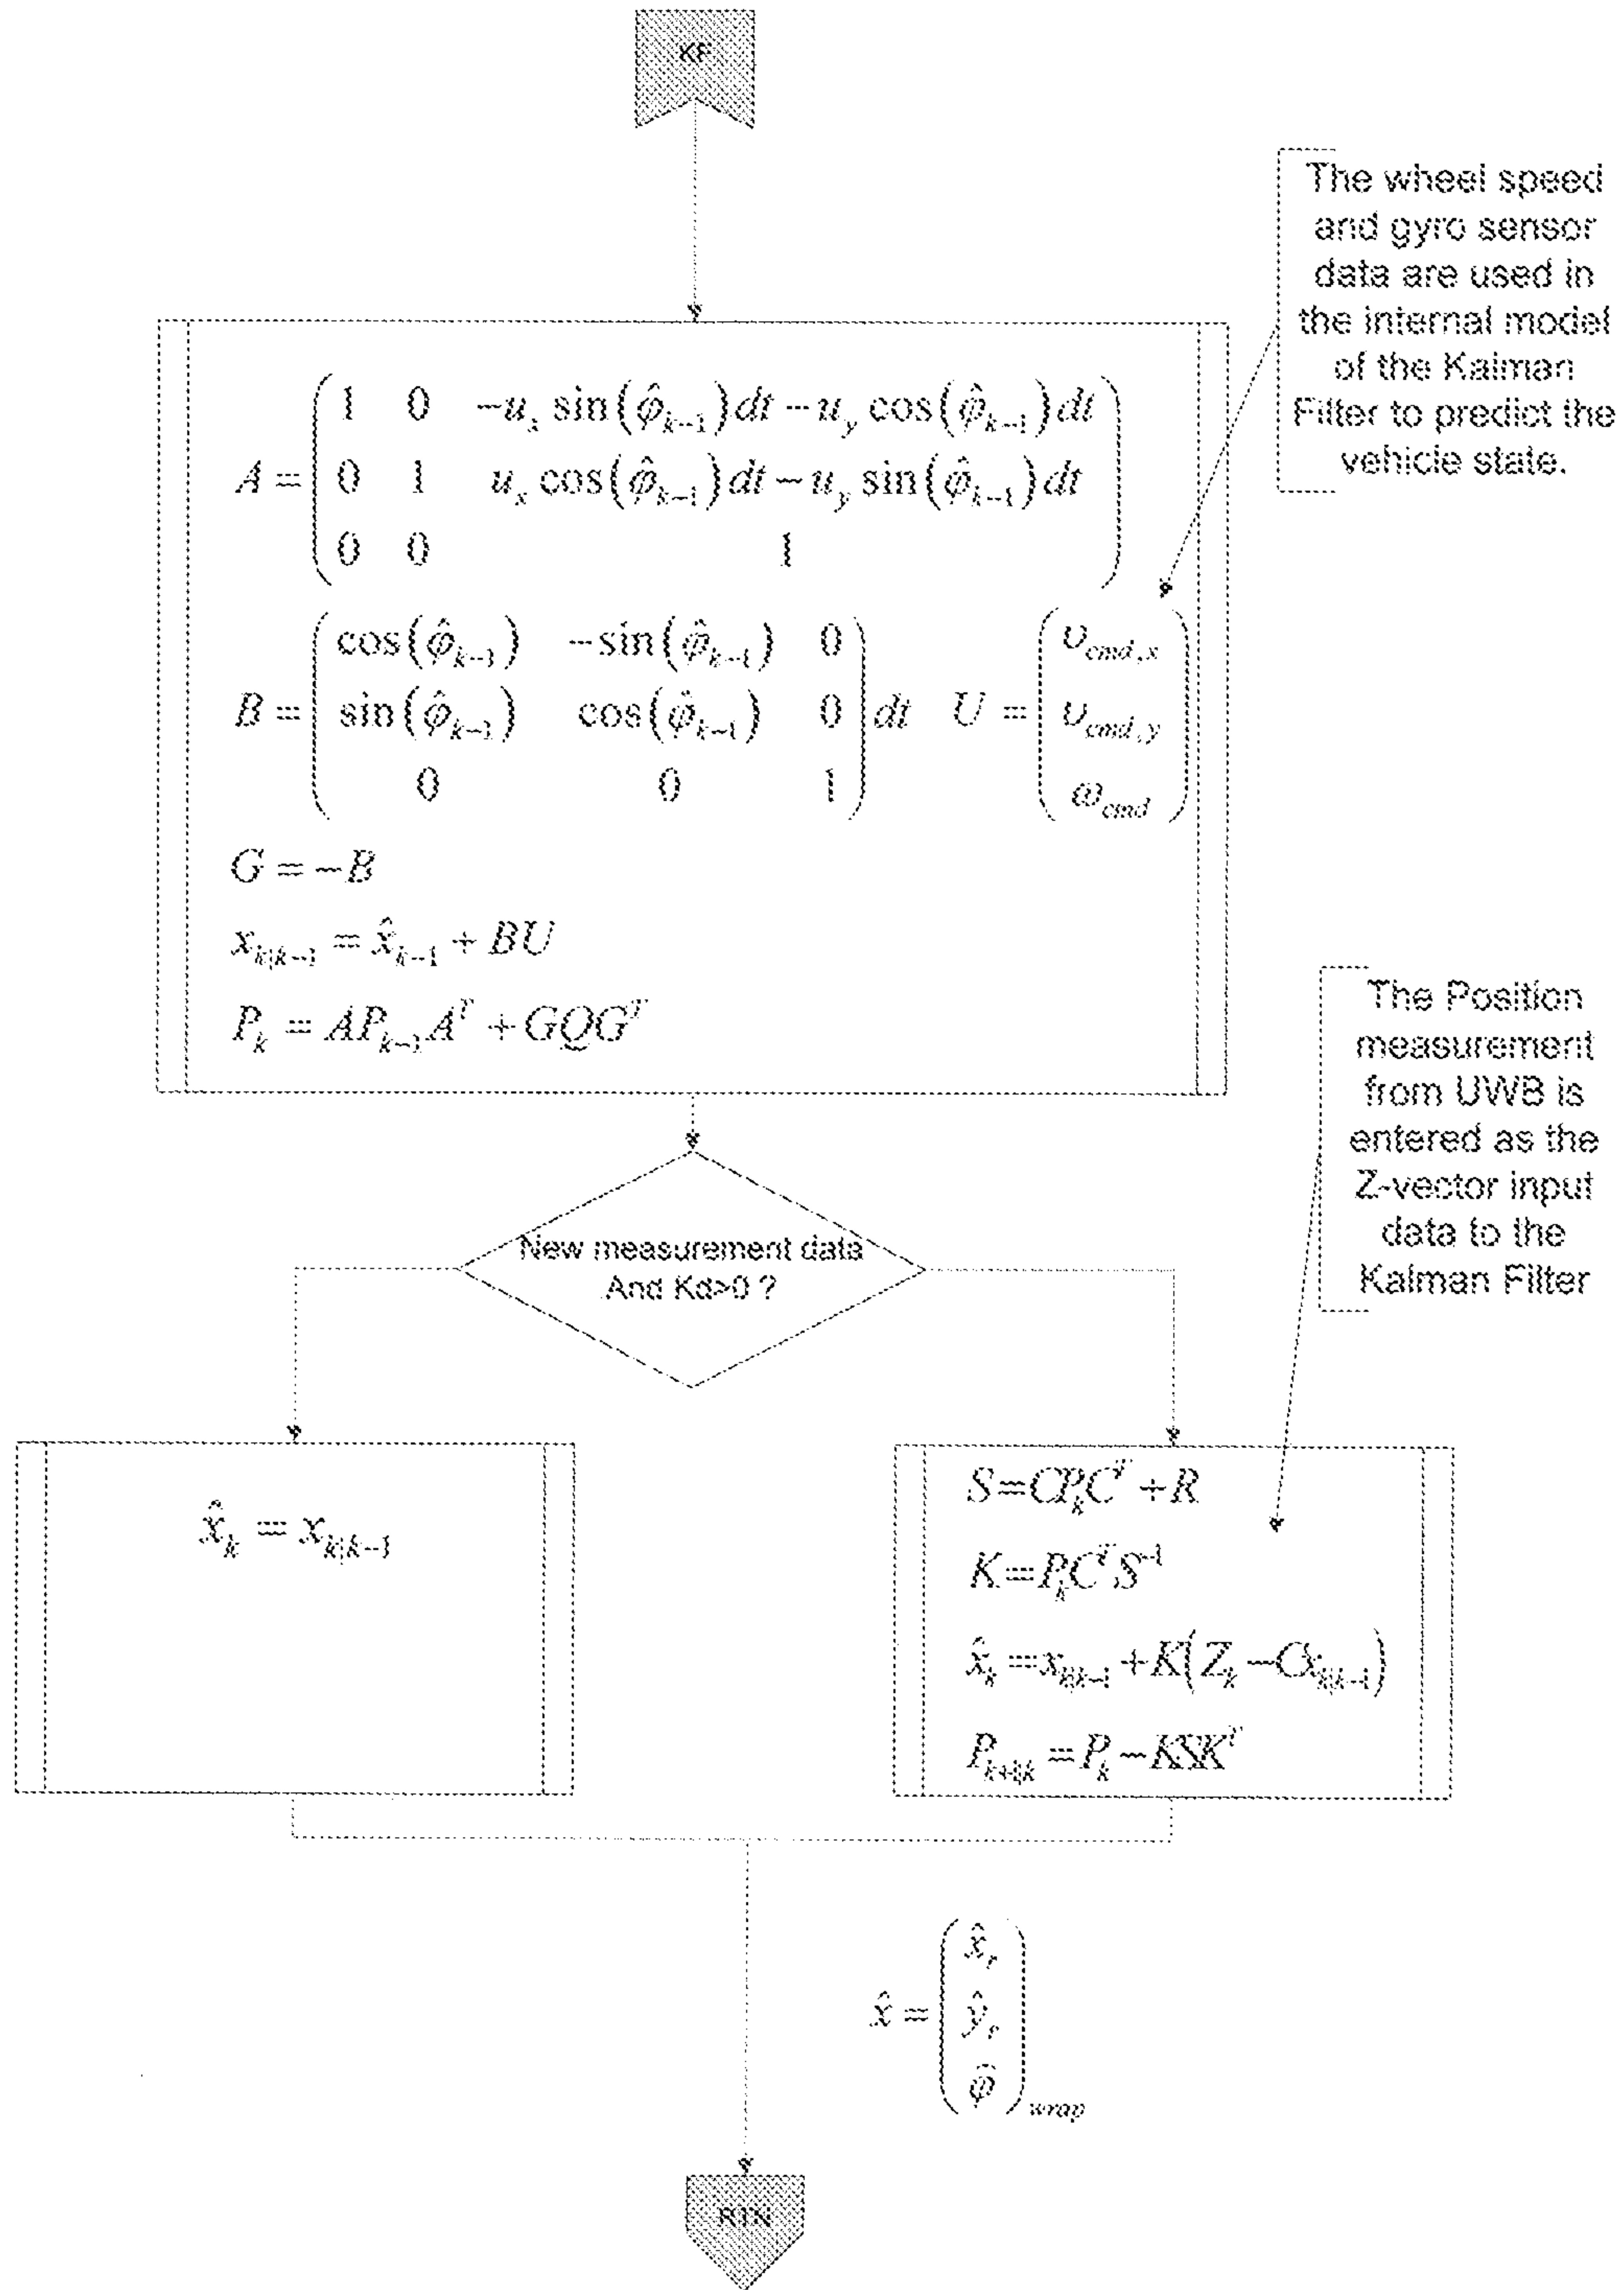 KF
The wheel speed
and gyro sensor
data are used in
the internal model
of the Kalman
Filter to predict the
vehicle state.
A = ( 1 0 -u_x sin(φ̂_{k-1})dt - u_y cos(φ̂_{k-1})dt
0 1 u_x cos(φ̂_{k-1})dt - u_y sin(φ̂_{k-1})dt
0 0 1 )
B = ( cos(φ̂_{k-1}) -sin(φ̂_{k-1}) 0
sin(φ̂_{k-1}) cos(φ̂_{k-1}) 0
0 0 1 ) dt
U = ( υ_{cmd,x}
υ_{cmd,y}
ω_{cmd} )
G = -B
x_{k|k-1} = x̂_{k-1} + BU
P_k = AP_{k-1}A^T + GQG^T
The Position
measurement
from UWB is
entered as the
Z-vector input
data to the
Kalman Filter
New measurement data
And Kd>0 ?
x̂_k = x_{k|k-1}
S = CP_kC^T + R
K = P_kC^TS^{-1}
x̂_k = x_{k|k-1} + K(Z_k - Cx_{k|k-1})
P_{k+1|k} = P_k - KSK^T
x̂ = ( x̂_r
ŷ_r
φ̂ )_{wrap}
RTN